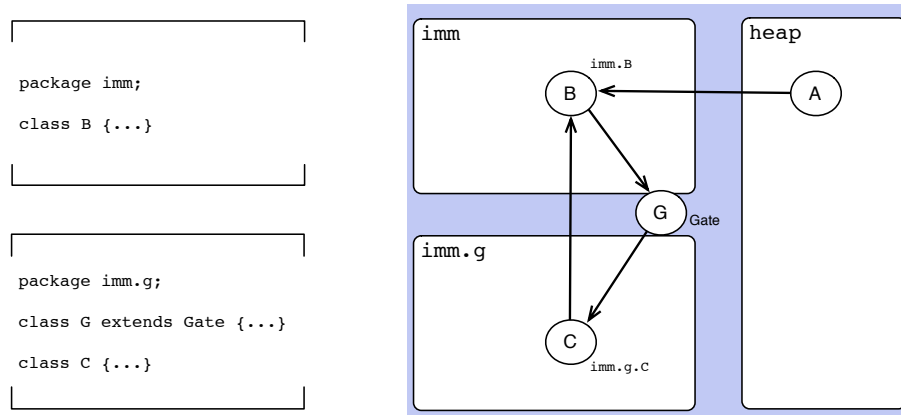 package imm;
class B {...}
package imm.g;
class G extends Gate {...}
class C {...}
imm
imm.B
B
G
Gate
imm.g
C
imm.g.C
heap
A